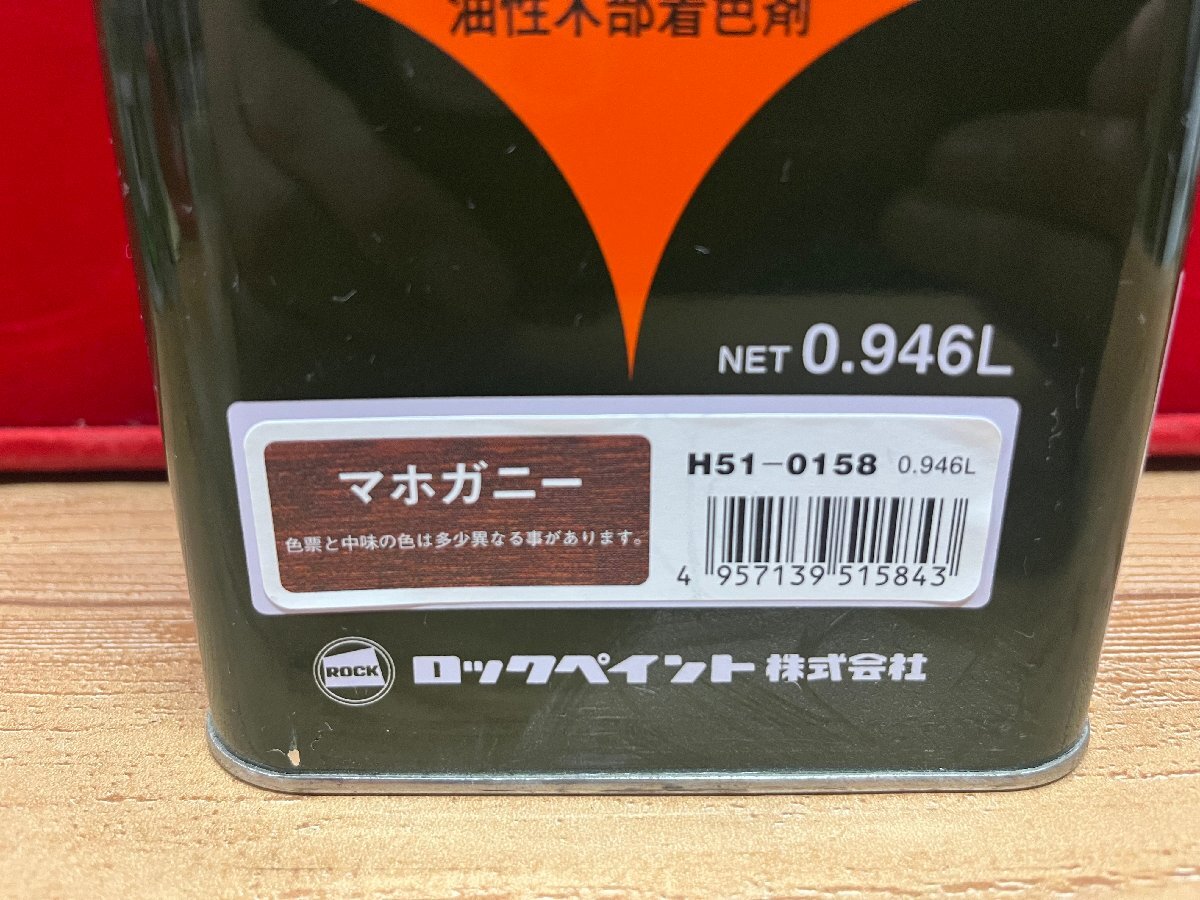 油性木部着色剤
NET 0.946L
マホガニー
色票と中味の色は多少異なる事があります。
H51-0158 0.946L
4 957139 515843
ROCK ロックペイント株式会社